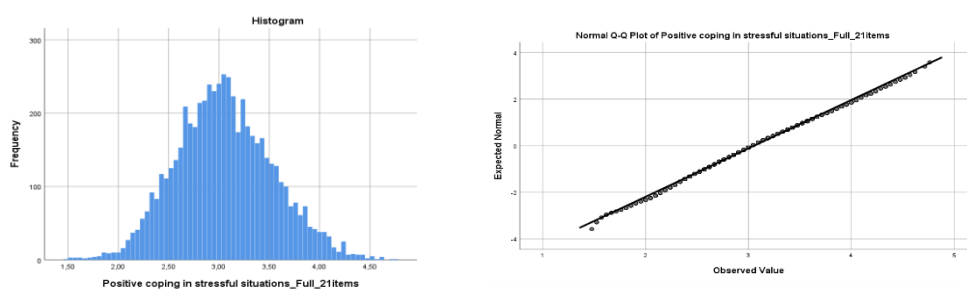 Histogram
300
200
100
0
Frequency
1,50 2,00 2,50 3,00 3,50 4,00 4,50
Positive coping in stressful situations_Full_21items
Normal Q-Q Plot of Positive coping in stressful situations_Full_21items
4
2
0
-2
-4
Expected Normal
1 2 3 4 5
Observed Value